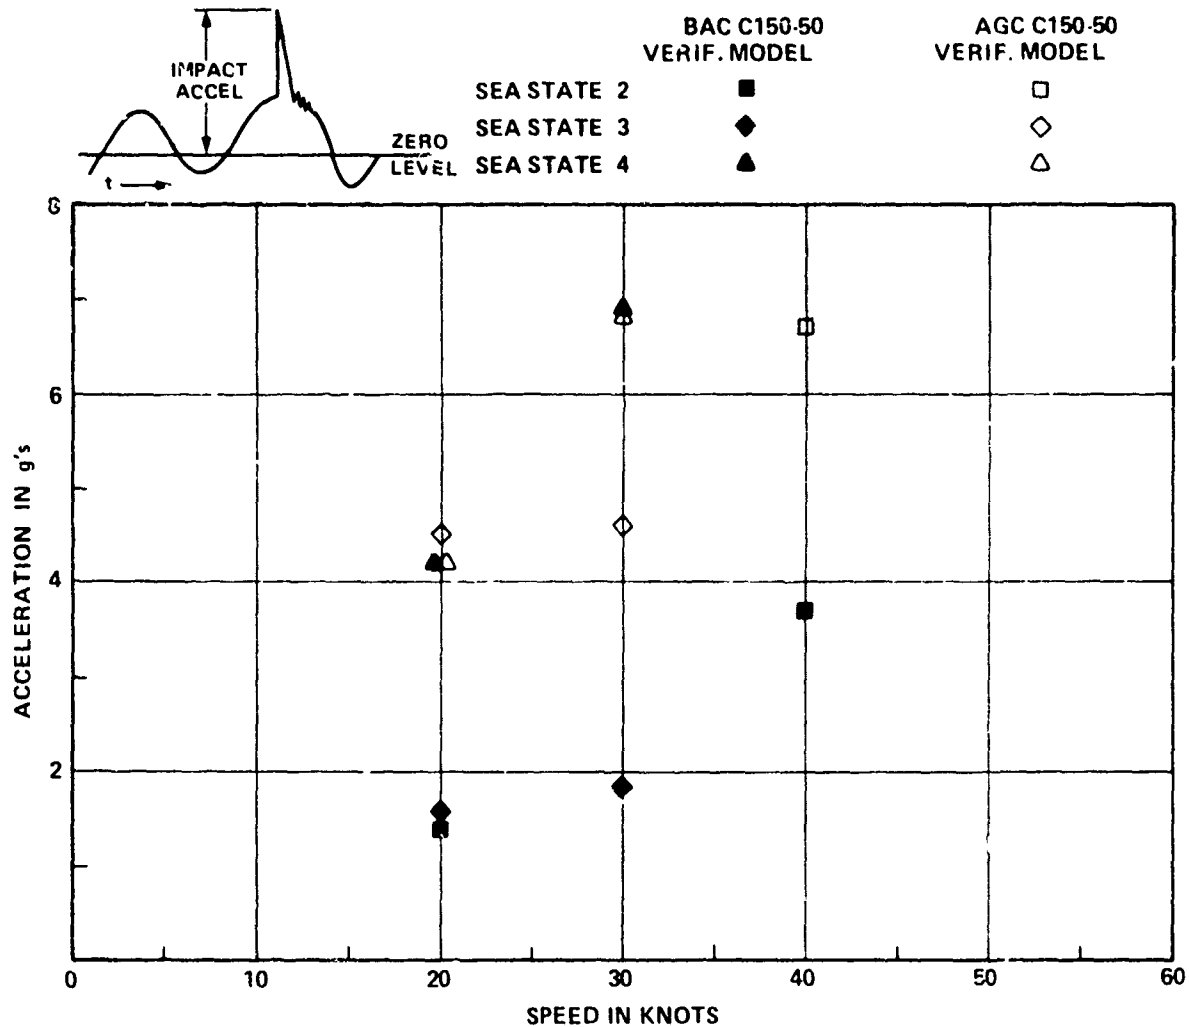 BAC C150-50 AGC C150-50
VERIF. MODEL VERIF. MODEL
IMPACT
ACCEL
SEA STATE 2
SEA STATE 3
SEA STATE 4
ZERO
LEVEL
t
8
6
4
2
ACCELERATION IN g's
0 10 20 30 40 50 60
SPEED IN KNOTS